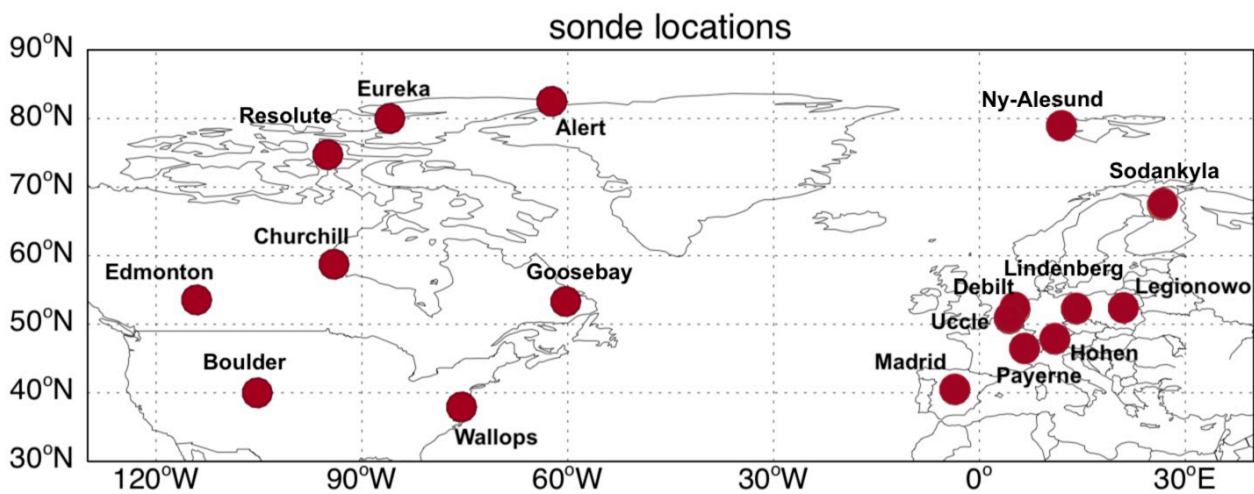 sonde locations
90°N
80°N
70°N
60°N
50°N
40°N
30°N
Eureka
Resolute
Alert
Ny-Alesund
Sodankyla
Churchill
Edmonton
Goosebay
Lindenberg
Debilt
Legionowo
Uccle
Boulder
Madrid
Hohen
Payerne
Wallops
120°W
90°W
60°W
30°W
0°
30°E